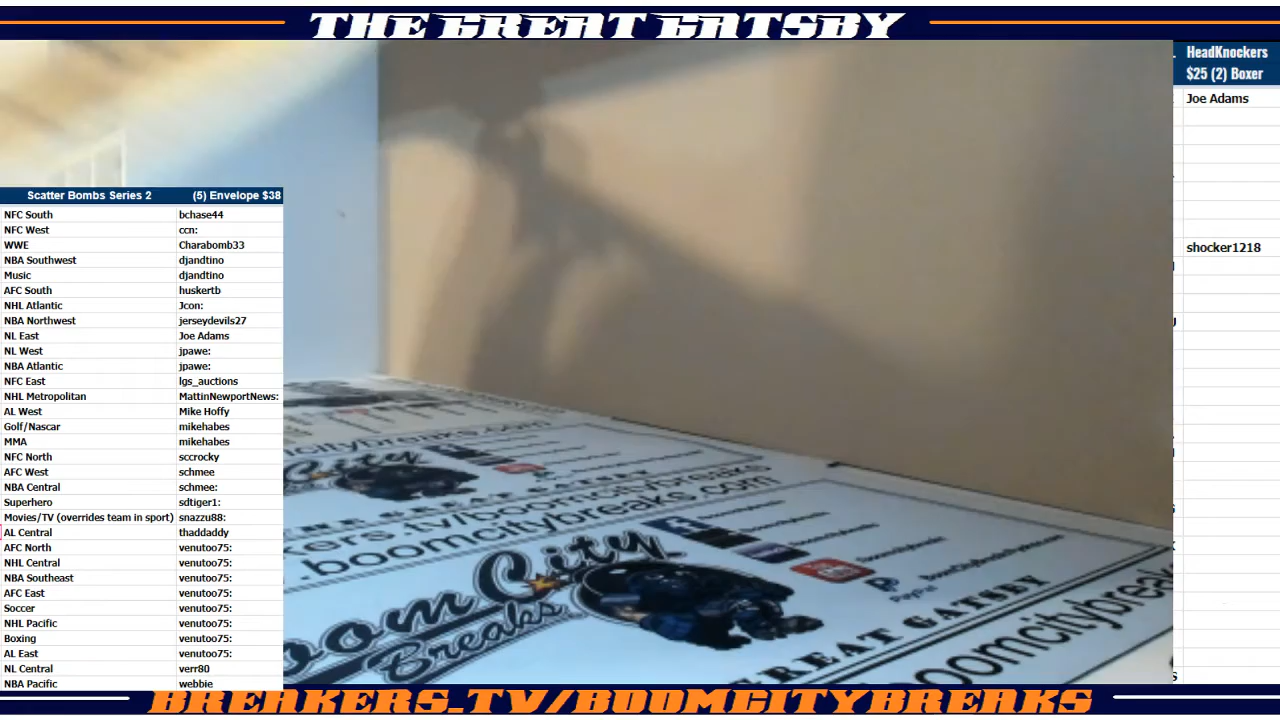 THE GREAT GATSBY
HeadKnockers
$25 (2) Boxer
Joe Adams
shocker1218
Scatter Bombs Series 2 (5) Envelope $38
NFC South bchase44
NFC West ccn:
WWE Charabomb33
NBA Southwest djandtino
Music djandtino
AFC South huskertb
NHL Atlantic Jcon:
NBA Northwest jerseydevils27
NL East Joe Adams
NL West jpawe:
NBA Atlantic jpawe:
NFC East lgs_auctions
NHL Metropolitan MattinNewportNews:
AL West Mike Hoffy
Golf/Nascar mikehabes
MMA mikehabes
NFC North sccrocky
AFC West schmee
NBA Central schmee:
Superhero sdtiger1:
Movies/TV (overrides team in sport) snazzu88:
AL Central thaddaddy
AFC North venutoo75:
NHL Central venutoo75:
NBA Southeast venutoo75:
AFC East venutoo75:
Soccer venutoo75:
NHL Pacific venutoo75:
Boxing venutoo75:
AL East venutoo75:
NL Central verr80
NBA Pacific webbie
kers.tv/boomcitybreaks
.boomcitybreaks.com
oom City
Breaks
PayPal
GREAT GATSBY
boomcitybreaks
BREAKERS_TV/BOOMCITYBREAKS